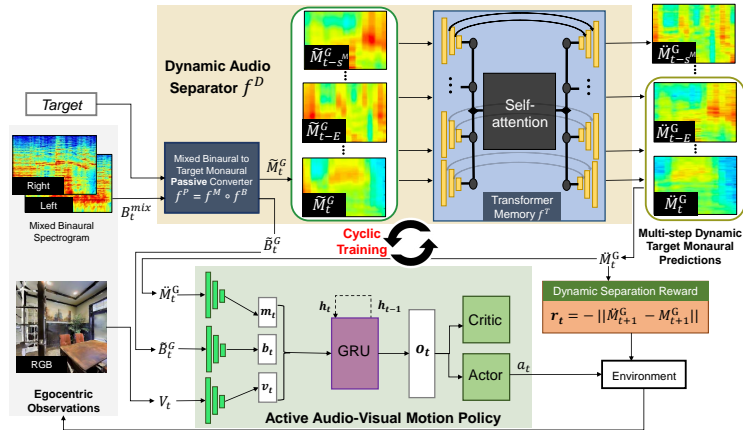 Dynamic Audio
Separator f^D
Target
Right
Left
Mixed Binaural
Spectrogram
B_t^{mix}
Mixed Binaural to
Target Monaural
Passive Converter
f^P = f^M ∘ f^B
M̃_t^G
B̃_t^G
M̃_{t-s^M}^G
M̃_{t-E}^G
M̃_t^G
Self-
attention
Transformer
Memory f^T
M̈_{t-s^M}^G
M̈_{t-E}^G
M̈_t^G
Multi-step Dynamic
Target Monaural
Predictions
Cyclic
Training
M̈_t^G
M̈_t^G
Dynamic Separation Reward
r_t = − ||M̈_{t+1}^G − M_{t+1}^G||
RGB
Egocentric
Observations
M̈_t^G
B̃_t^G
V_t
m_t
b_t
v_t
h_t
h_{t-1}
GRU
o_t
Critic
Actor
a_t
Environment
Active Audio-Visual Motion Policy